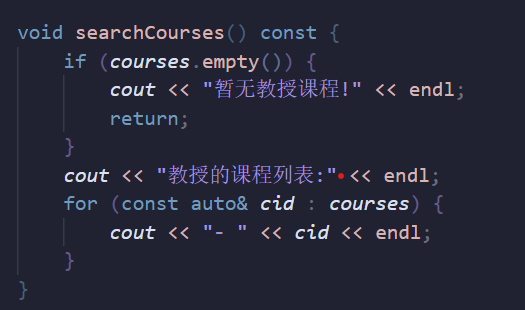 void searchCourses() const {
    if (courses.empty()) {
        cout << "暂无教授课程!" << endl;
        return;
    }
    cout << "教授的课程列表:" << endl;
    for (const auto& cid : courses) {
        cout << "- " << cid << endl;
    }
}